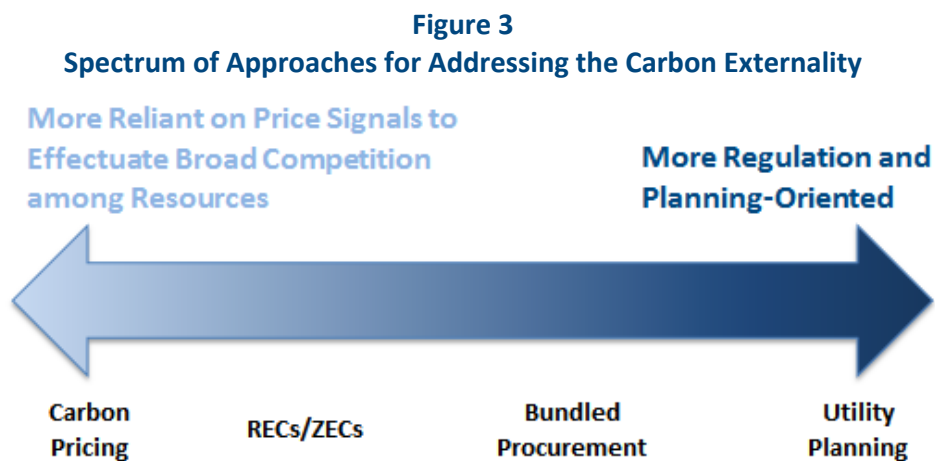 Figure 3
Spectrum of Approaches for Addressing the Carbon Externality
More Reliant on Price Signals to
Effectuate Broad Competition
among Resources
More Regulation and
Planning-Oriented
Carbon
Pricing
RECs/ZECs
Bundled
Procurement
Utility
Planning